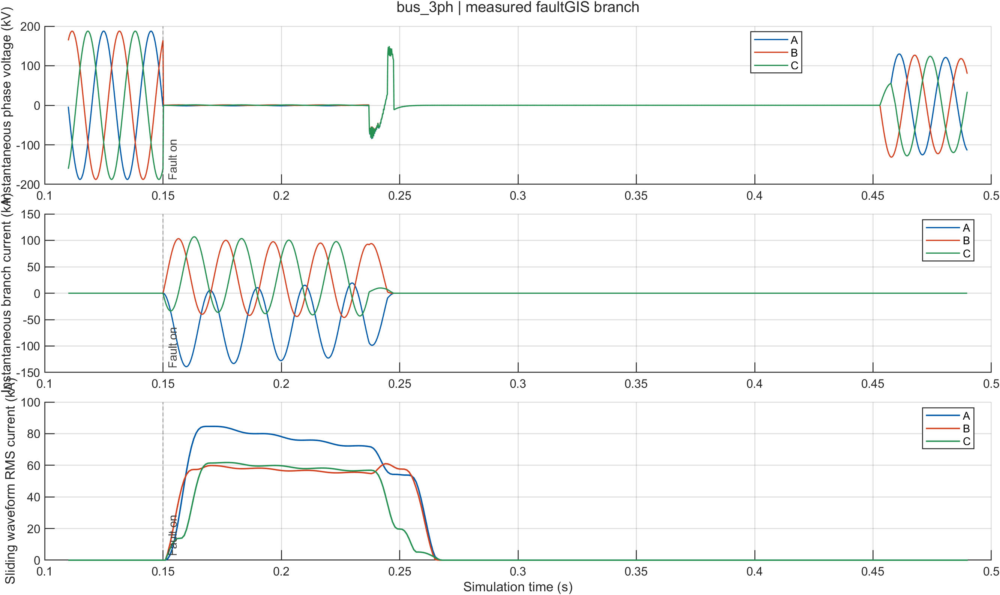 bus_3ph | measured faultGIS branch
Instantaneous phase voltage (kV)
200
100
0
-100
-200
Fault on
A
B
C
0.1
0.15
0.2
0.25
0.3
0.35
0.4
0.45
0.5
Instantaneous branch current (kA)
150
100
50
0
-50
-100
-150
Fault on
A
B
C
0.1
0.15
0.2
0.25
0.3
0.35
0.4
0.45
0.5
Sliding waveform RMS current (kA)
100
80
60
40
20
0
Fault on
A
B
C
0.1
0.15
0.2
0.25
0.3
0.35
0.4
0.45
0.5
Simulation time (s)